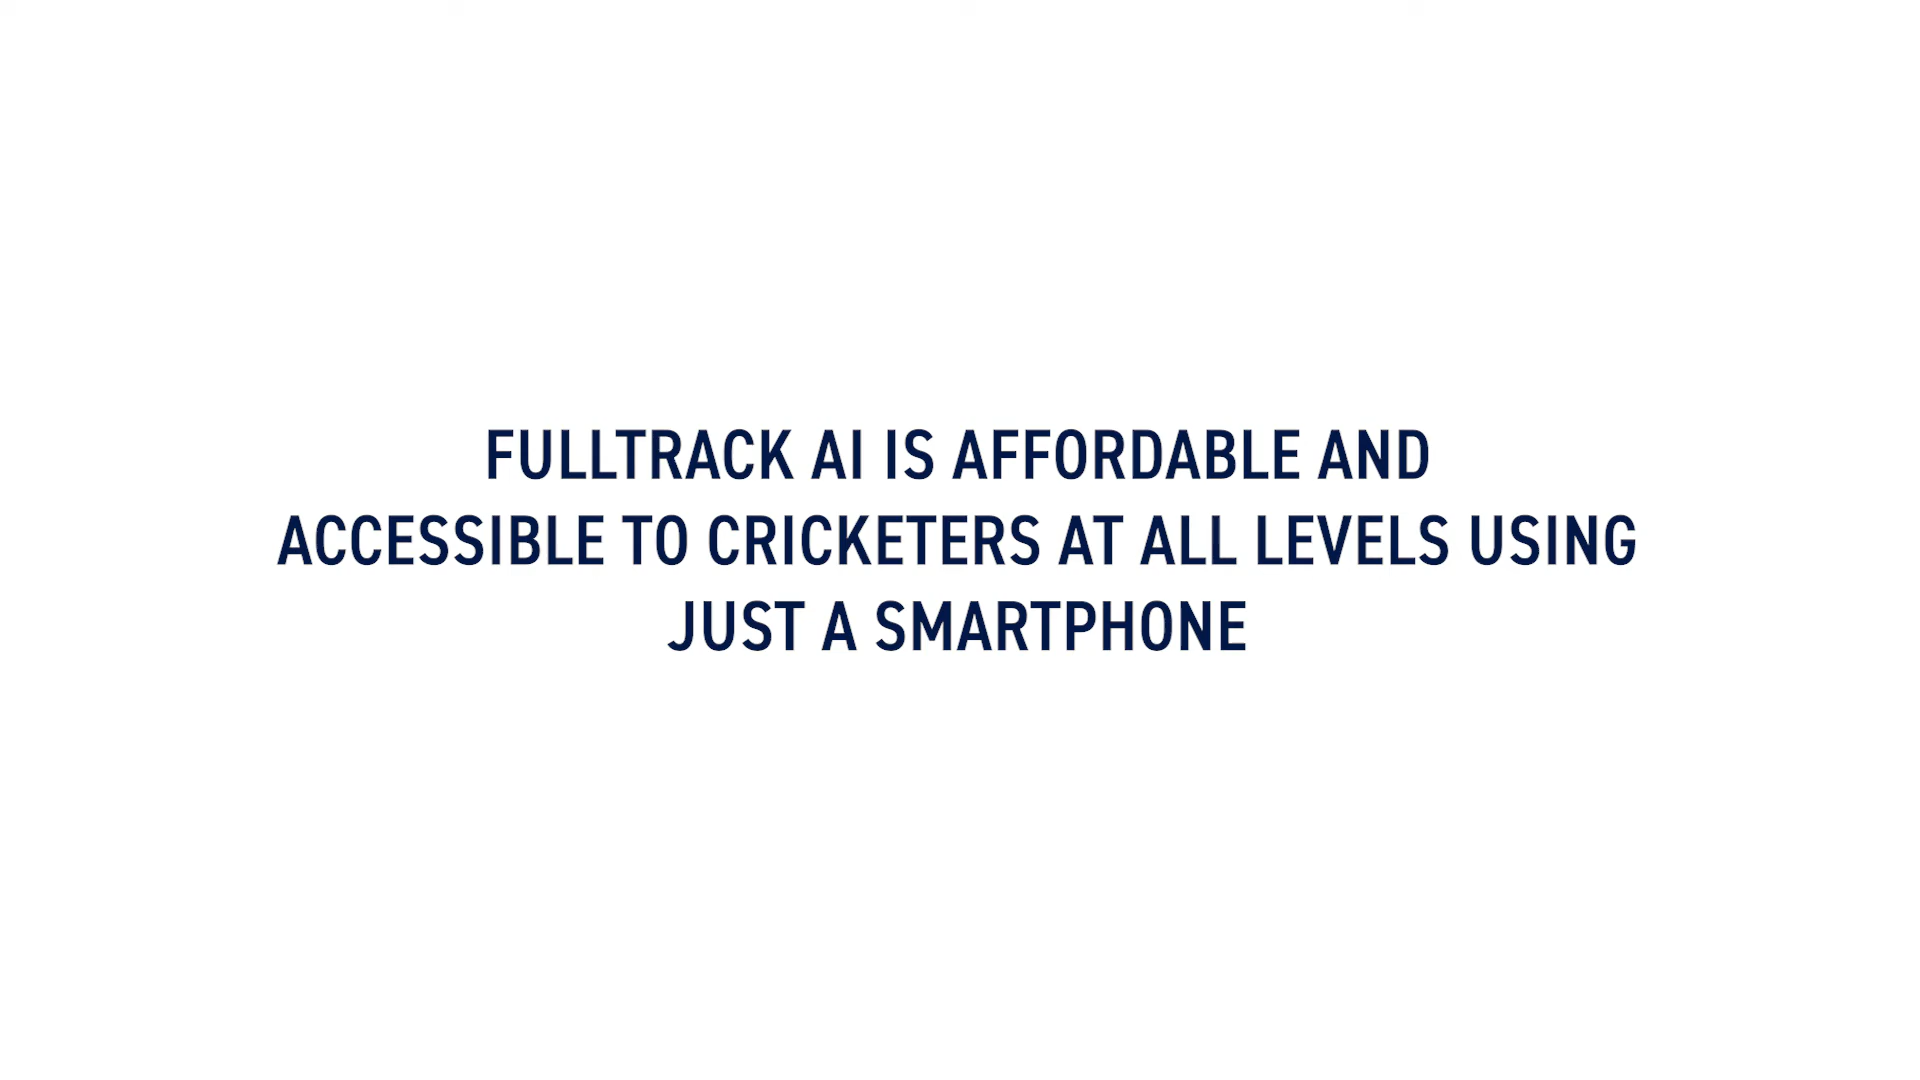 FULLTRACK AI IS AFFORDABLE AND
ACCESSIBLE TO CRICKETERS AT ALL LEVELS USING
JUST A SMARTPHONE